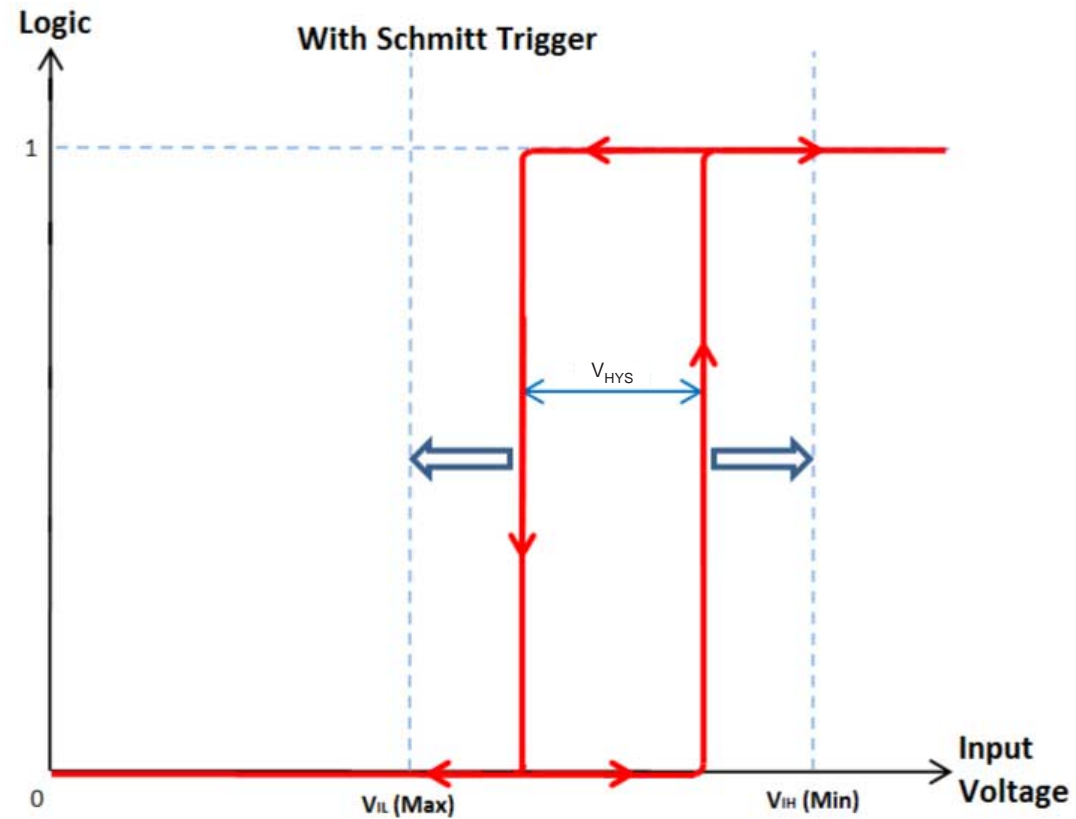 Logic
With Schmitt Trigger
1
VHYS
0
VIL (Max)
VIH (Min)
Input
Voltage